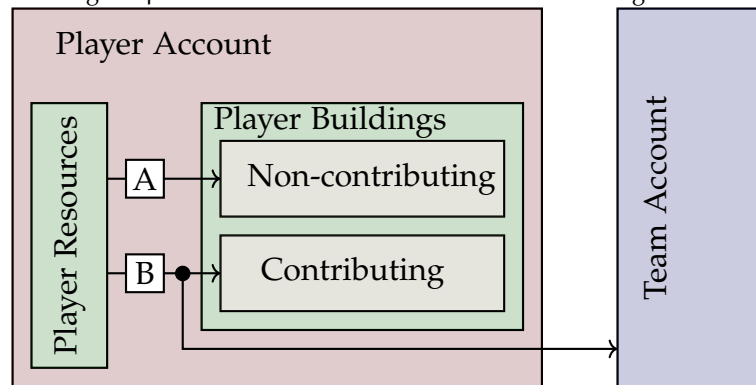 Player Account
Player Resources
Player Buildings
A
Non-contributing
B
Contributing
Team Account